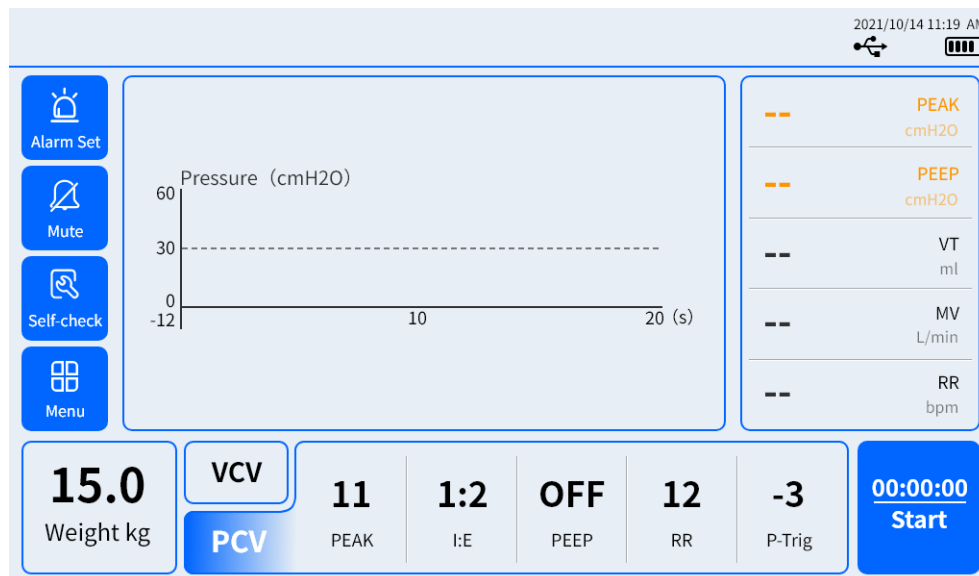 2021/10/14 11:19 AM
Alarm Set
Mute
Self-check
Menu
Pressure（cmH2O）
60
30
0
-12
10
20（s）
-- PEAK
cmH2O
-- PEEP
cmH2O
-- VT
ml
-- MV
L/min
-- RR
bpm
15.0
Weight kg
VCV
PCV
11
PEAK
1:2
I:E
OFF
PEEP
12
RR
-3
P-Trig
00:00:00
Start